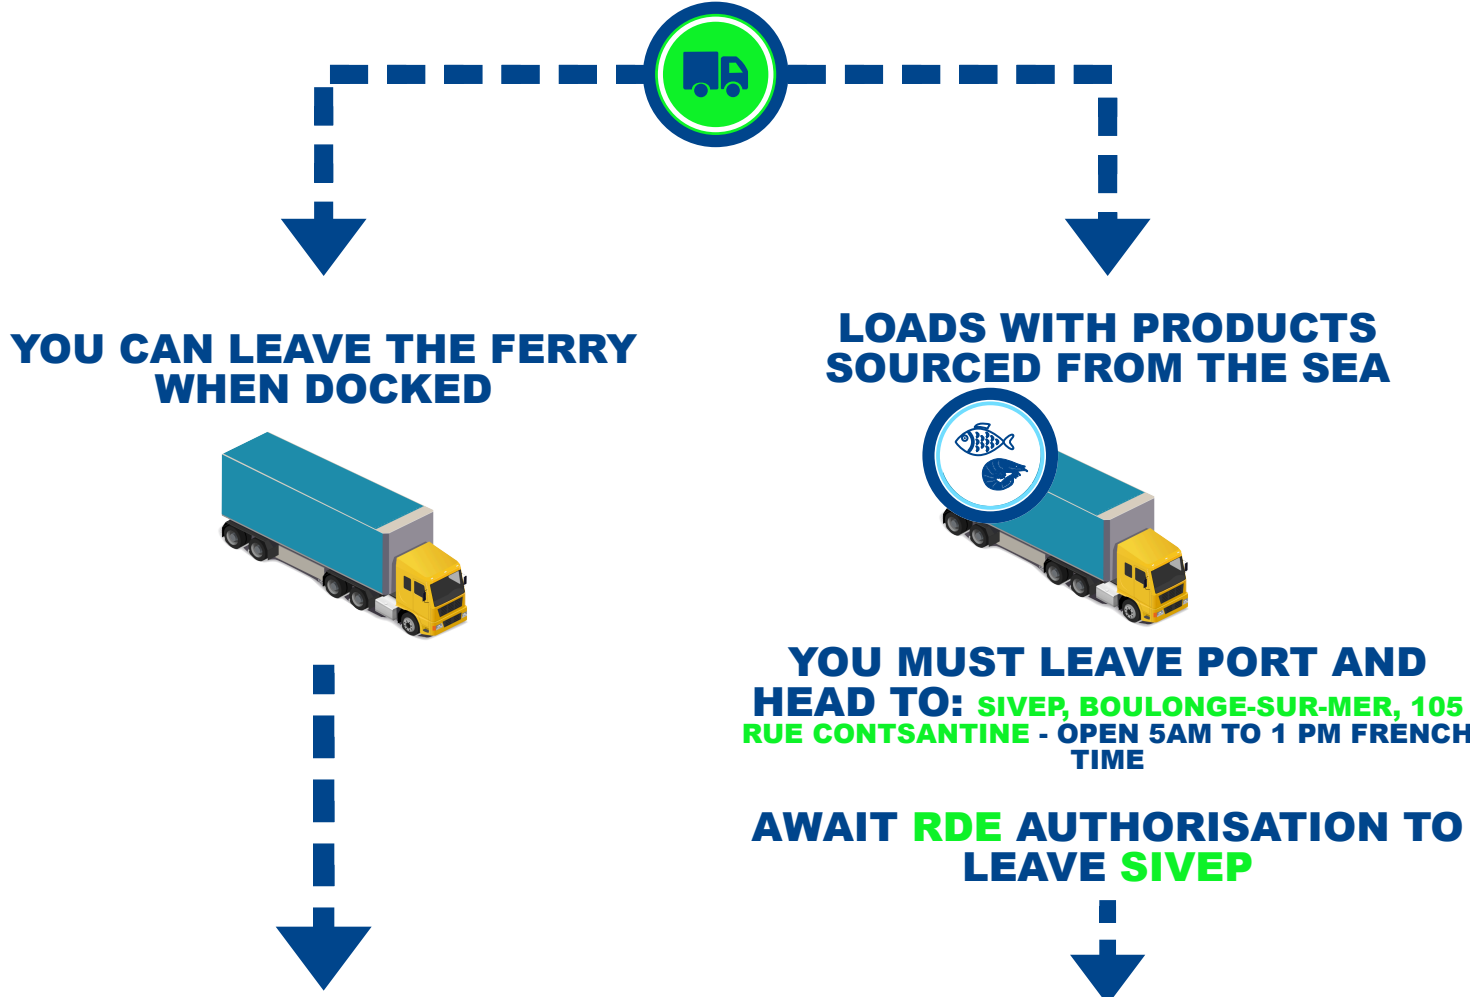 YOU CAN LEAVE THE FERRY
WHEN DOCKED
LOADS WITH PRODUCTS
SOURCED FROM THE SEA
YOU MUST LEAVE PORT AND
HEAD TO: SIVEP, BOULONGE-SUR-MER, 105
RUE CONTSANTINE - OPEN 5AM TO 1 PM FRENCH
TIME
AWAIT RDE AUTHORISATION TO
LEAVE SIVEP